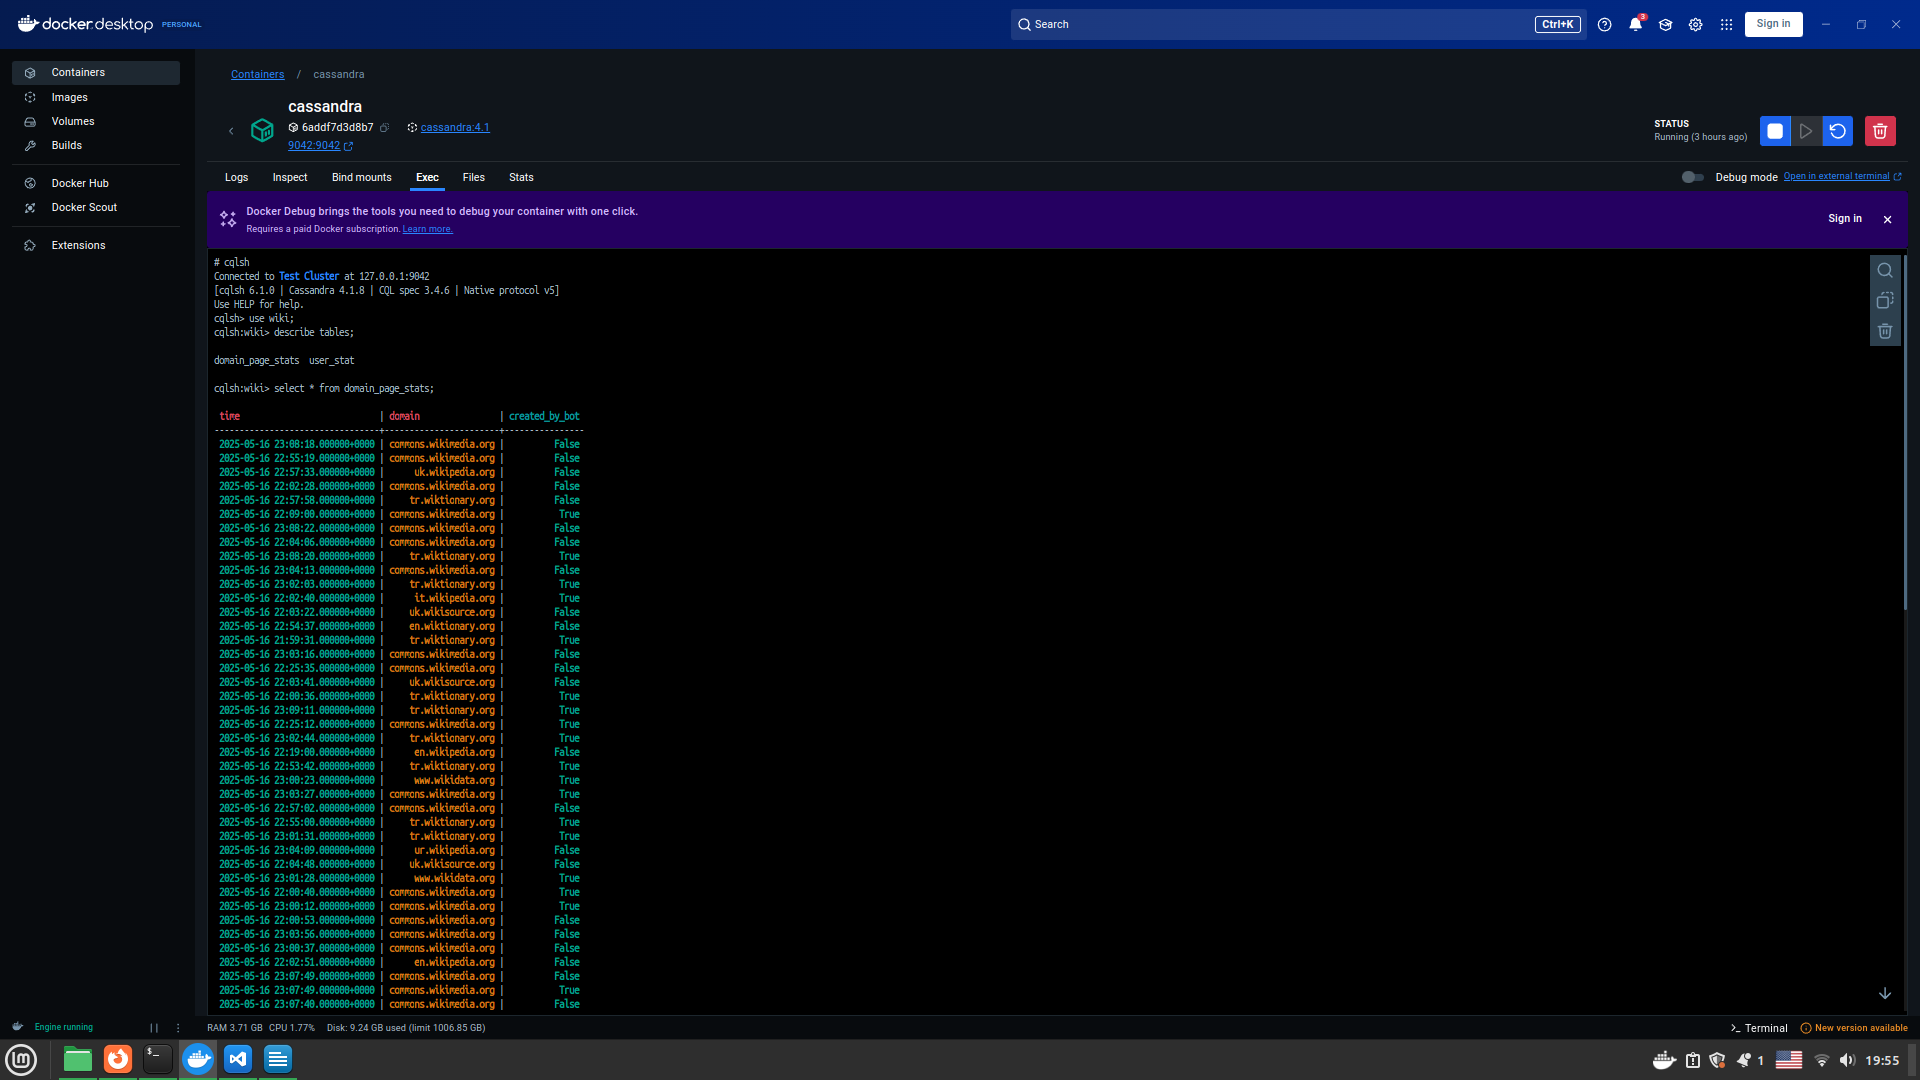 docker.desktop PERSONAL
Search Ctrl+K
3
Sign in
Containers
Images
Volumes
Builds
Docker Hub
Docker Scout
Extensions
Containers / cassandra
cassandra
6addf7d3d8b7 cassandra:4.1
9042:9042
STATUS
Running (3 hours ago)
Logs Inspect Bind mounts Exec Files Stats
Debug mode Open in external terminal
Docker Debug brings the tools you need to debug your container with one click.
Requires a paid Docker subscription. Learn more.
Sign in
# cqlsh
Connected to Test Cluster at 127.0.0.1:9042
[cqlsh 6.1.0 | Cassandra 4.1.8 | CQL spec 3.4.6 | Native protocol v5]
Use HELP for help.
cqlsh> use wiki;
cqlsh:wiki> describe tables;
domain_page_stats user_stat
cqlsh:wiki> select * from domain_page_stats;
time | domain | created_by_bot
---------------------------------+-----------------------+----------------
2025-05-16 23:08:18.000000+0000 | commons.wikimedia.org | False
2025-05-16 22:55:19.000000+0000 | commons.wikimedia.org | False
2025-05-16 22:57:33.000000+0000 | uk.wikipedia.org | False
2025-05-16 22:02:28.000000+0000 | commons.wikimedia.org | False
2025-05-16 22:57:58.000000+0000 | tr.wiktionary.org | False
2025-05-16 22:09:00.000000+0000 | commons.wikimedia.org | True
2025-05-16 23:08:22.000000+0000 | commons.wikimedia.org | False
2025-05-16 22:04:06.000000+0000 | commons.wikimedia.org | False
2025-05-16 23:08:20.000000+0000 | tr.wiktionary.org | True
2025-05-16 23:04:13.000000+0000 | commons.wikimedia.org | False
2025-05-16 23:02:03.000000+0000 | tr.wiktionary.org | True
2025-05-16 22:02:40.000000+0000 | it.wikipedia.org | True
2025-05-16 22:03:22.000000+0000 | uk.wikisource.org | False
2025-05-16 22:54:37.000000+0000 | en.wiktionary.org | False
2025-05-16 21:59:31.000000+0000 | tr.wiktionary.org | True
2025-05-16 23:03:16.000000+0000 | commons.wikimedia.org | False
2025-05-16 22:25:35.000000+0000 | commons.wikimedia.org | False
2025-05-16 22:03:41.000000+0000 | uk.wikisource.org | False
2025-05-16 22:00:36.000000+0000 | tr.wiktionary.org | True
2025-05-16 23:09:11.000000+0000 | tr.wiktionary.org | True
2025-05-16 22:25:12.000000+0000 | commons.wikimedia.org | True
2025-05-16 23:02:44.000000+0000 | tr.wiktionary.org | True
2025-05-16 22:19:00.000000+0000 | en.wikipedia.org | False
2025-05-16 22:53:42.000000+0000 | tr.wiktionary.org | True
2025-05-16 23:00:23.000000+0000 | www.wikidata.org | True
2025-05-16 23:03:27.000000+0000 | commons.wikimedia.org | True
2025-05-16 22:57:02.000000+0000 | commons.wikimedia.org | False
2025-05-16 22:55:00.000000+0000 | tr.wiktionary.org | True
2025-05-16 23:01:31.000000+0000 | tr.wiktionary.org | True
2025-05-16 23:04:09.000000+0000 | ur.wikipedia.org | False
2025-05-16 22:04:48.000000+0000 | uk.wikisource.org | False
2025-05-16 23:01:28.000000+0000 | www.wikidata.org | True
2025-05-16 22:00:40.000000+0000 | commons.wikimedia.org | True
2025-05-16 23:00:12.000000+0000 | commons.wikimedia.org | True
2025-05-16 22:00:53.000000+0000 | commons.wikimedia.org | False
2025-05-16 23:03:56.000000+0000 | commons.wikimedia.org | False
2025-05-16 23:00:37.000000+0000 | commons.wikimedia.org | False
2025-05-16 22:02:51.000000+0000 | en.wikipedia.org | False
2025-05-16 23:07:49.000000+0000 | commons.wikimedia.org | False
2025-05-16 23:07:49.000000+0000 | commons.wikimedia.org | True
2025-05-16 23:07:40.000000+0000 | commons.wikimedia.org | False
Engine running
RAM 3.71 GB CPU 1.77% Disk: 9.24 GB used (limit 1006.85 GB)
Terminal New version available
1 19:55